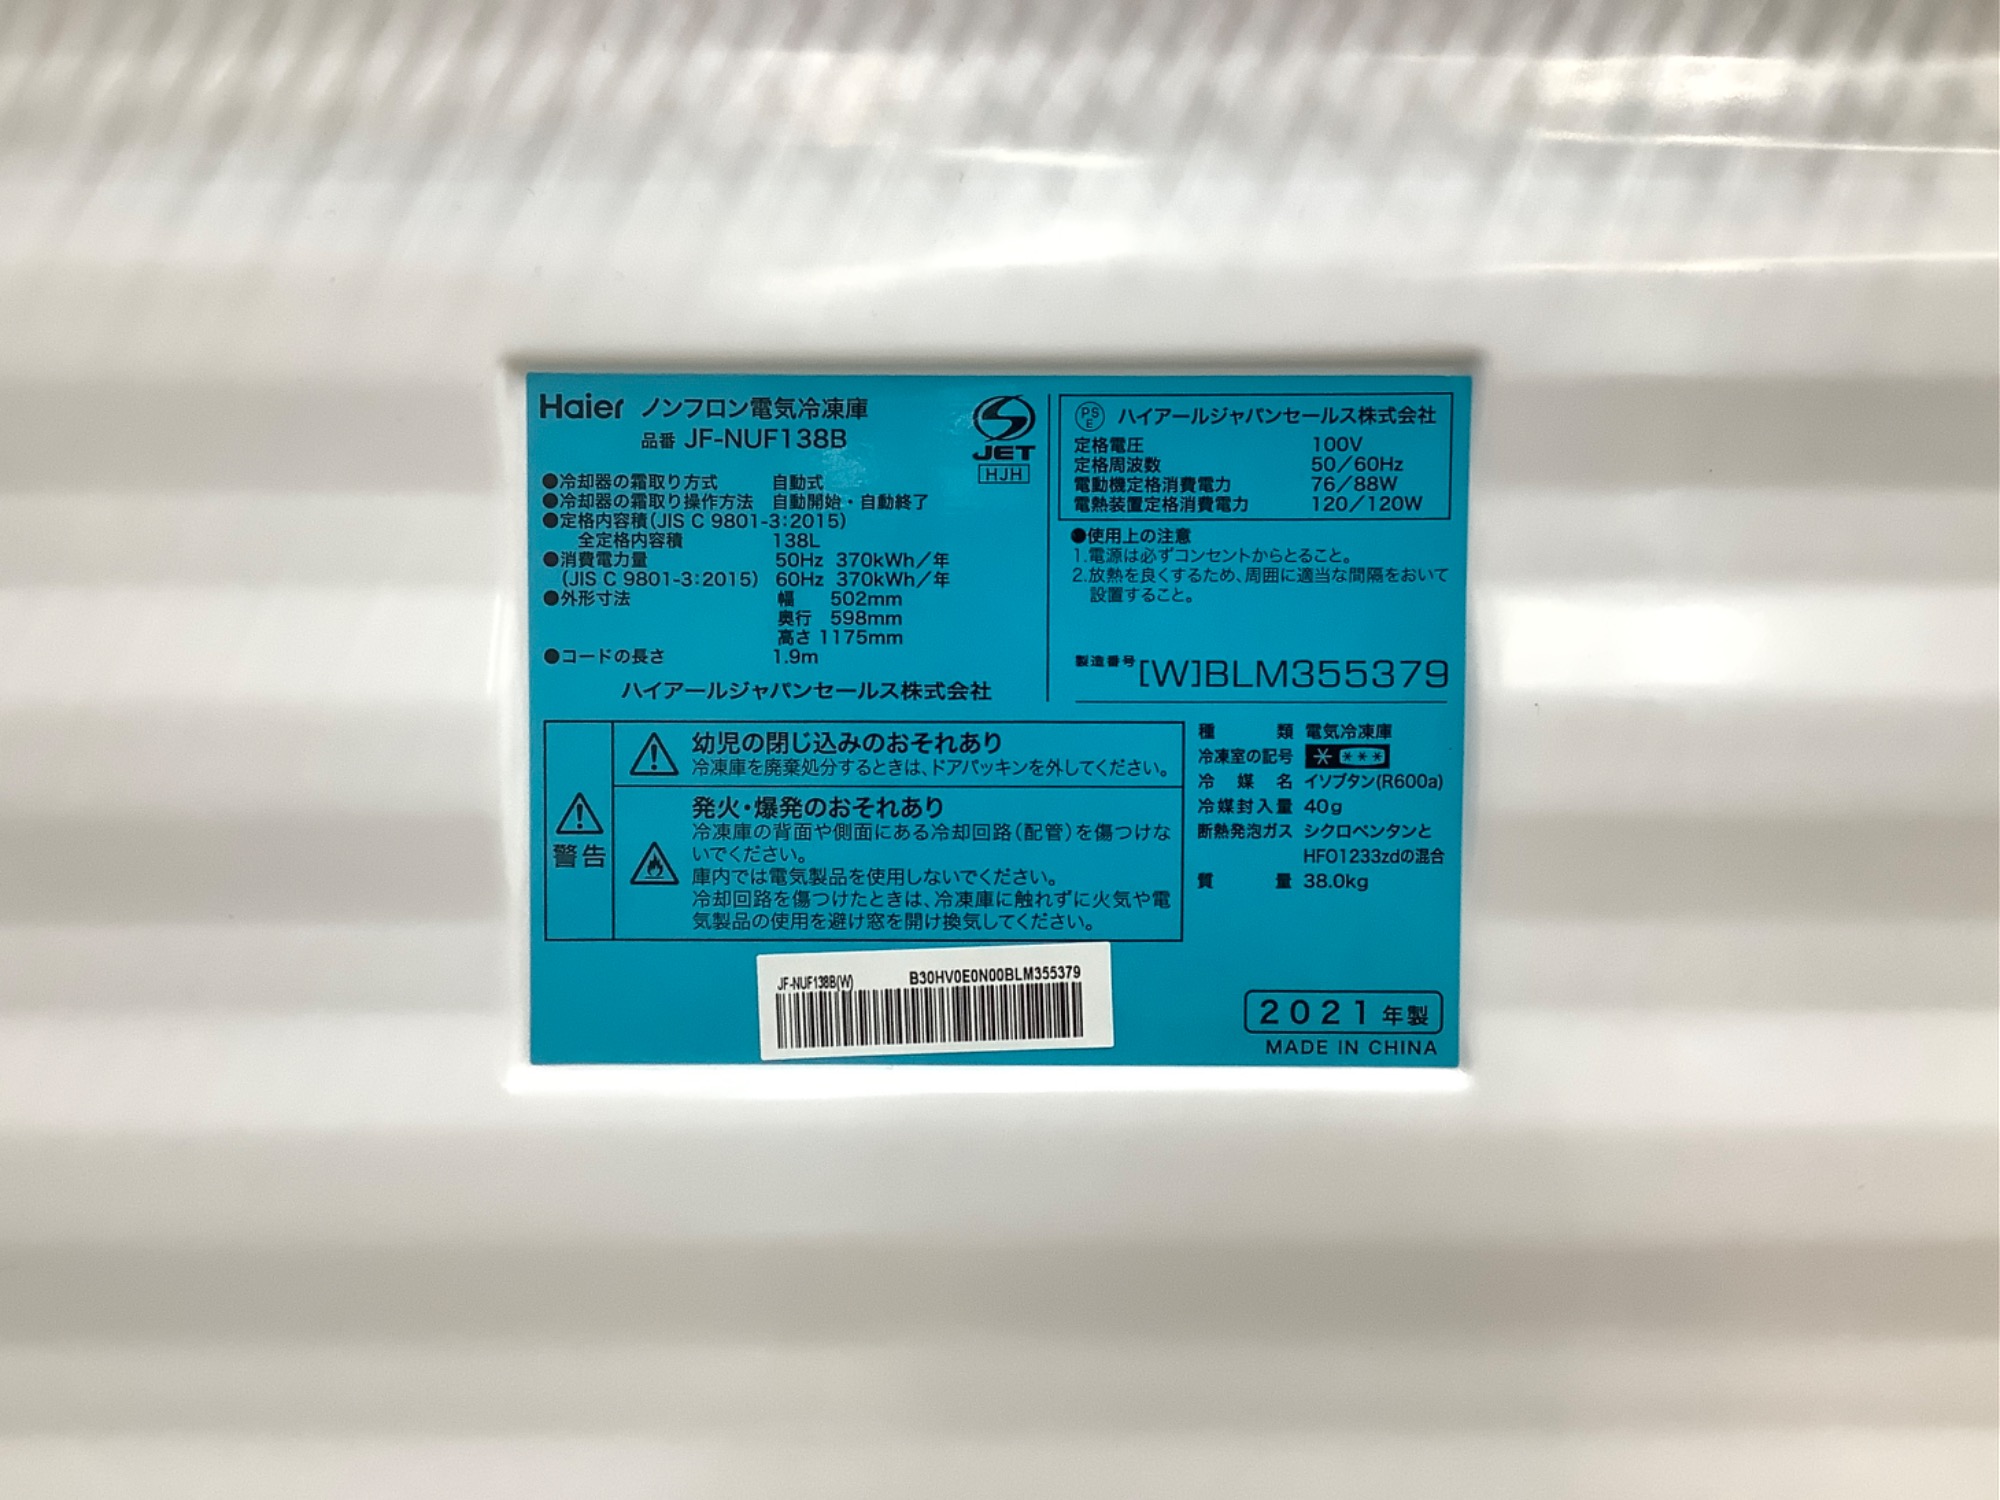 Haier ノンフロン電気冷凍庫
品番 JF-NUF138B
JET
HJH
●冷却器の霜取り方式 自動式
●冷却器の霜取り操作方法 自動開始・自動終了
●定格内容積(JIS C 9801-3:2015)
全定格内容積 138L
●消費電力量 50Hz 370kWh/年
(JIS C 9801-3:2015) 60Hz 370kWh/年
●外形寸法 幅 502mm
奥行 598mm
高さ 1175mm
●コードの長さ 1.9m
ハイアールジャパンセールス株式会社
PS E ハイアールジャパンセールス株式会社
定格電圧 100V
定格周波数 50/60Hz
電動機定格消費電力 76/88W
電熱装置定格消費電力 120/120W
●使用上の注意
1.電源は必ずコンセントからとること。
2.放熱を良くするため、周囲に適当な間隔をおいて
設置すること。
製造番号 [W]BLM355379
警告
幼児の閉じ込みのおそれあり
冷凍庫を廃棄処分するときは、ドアパッキンを外してください。
発火・爆発のおそれあり
冷凍庫の背面や側面にある冷却回路(配管)を傷つけな
いでください。
庫内では電気製品を使用しないでください。
冷却回路を傷つけたときは、冷凍庫に触れずに火気や電
気製品の使用を避け窓を開け換気してください。
種類 電気冷凍庫
冷凍室の記号 * ***
冷媒名 イソブタン(R600a)
冷媒封入量 40g
断熱発泡ガス シクロペンタンと
HFO1233zdの混合
質量 38.0kg
JF-NUF138B(W) B30HV0E0N00BLM355379
2021年製
MADE IN CHINA